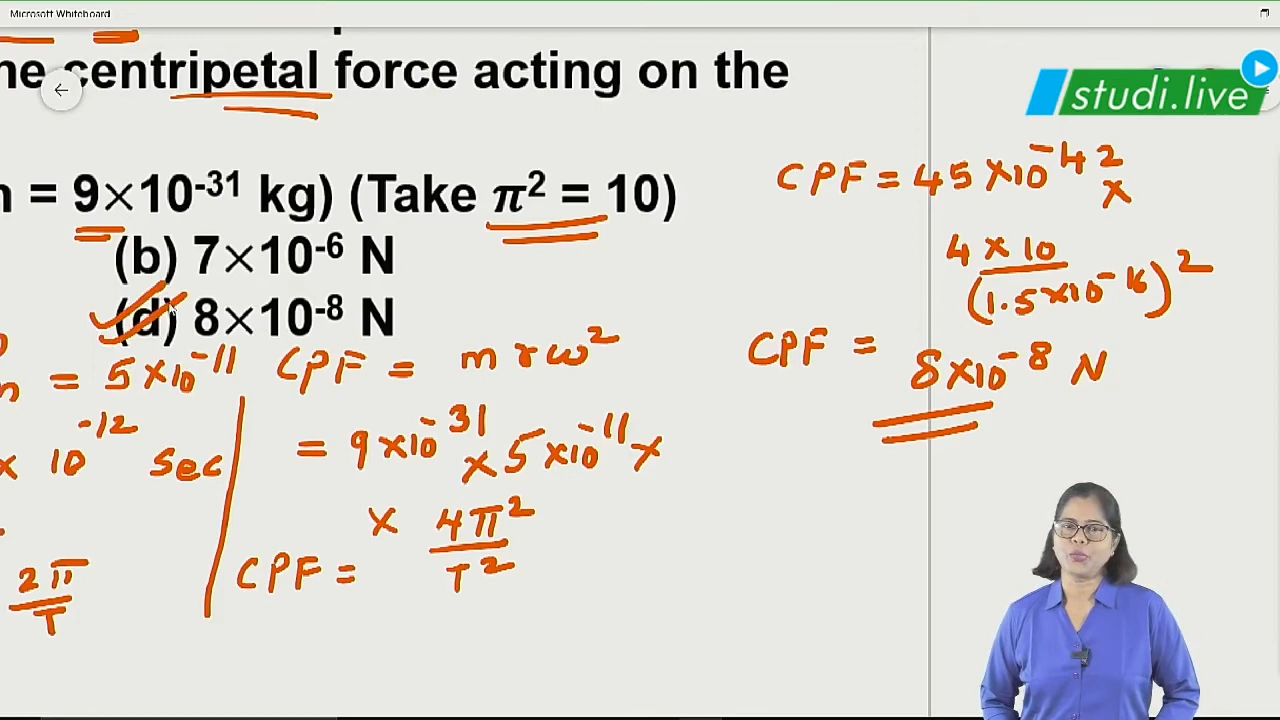 Microsoft Whiteboard
he centripetal force acting on the
studi.live
= 9×10-31 kg) (Take π2 = 10)
(b) 7×10-6 N
(d) 8×10-8 N
= 5×10-11
× 10-12 sec
2π
T
CPF = m r ω2
= 9×10-31 × 5×10-11 ×
× 4π2
CPF = T2
CPF = 45×10-42 ×
4 × 10
(1.5×10-16)2
CPF = 8×10-8 N